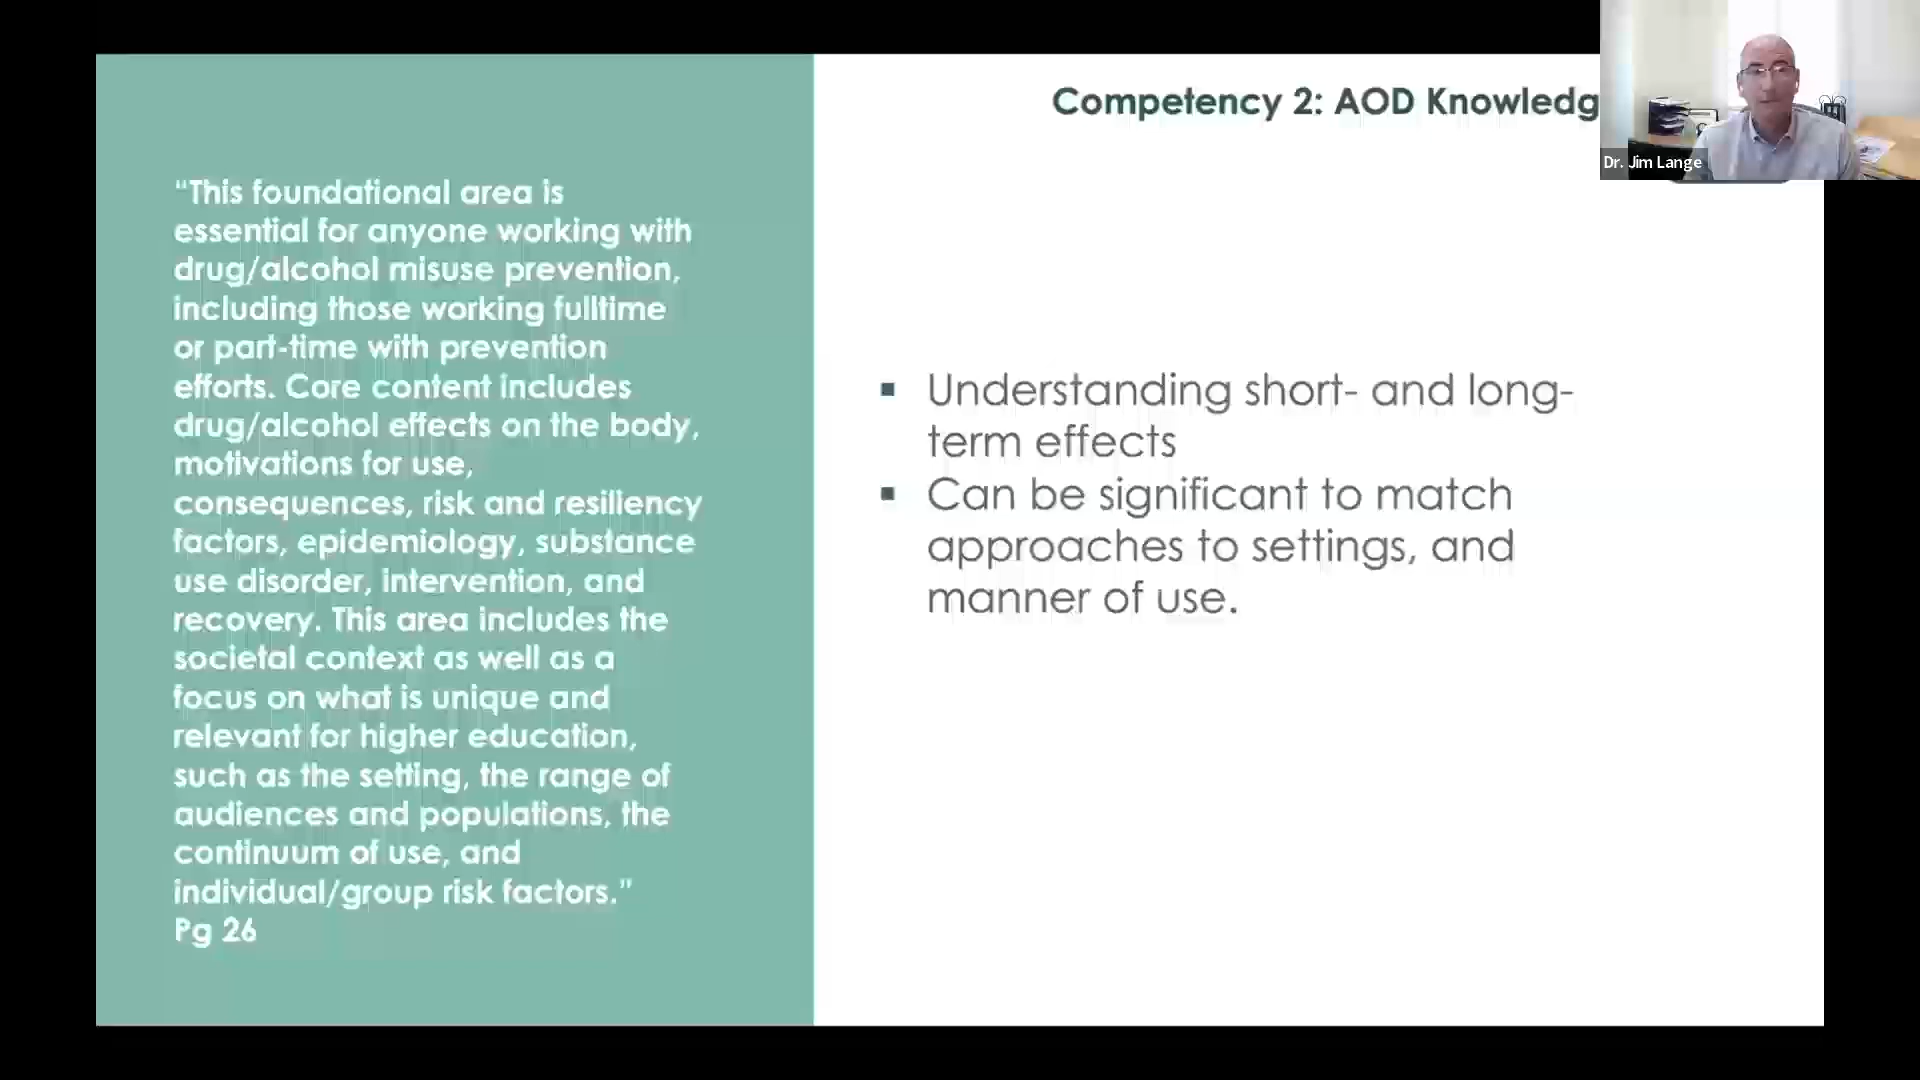 Competency 2: AOD Knowledg
Dr. Jim Lange
“This foundational area is
essential for anyone working with
drug/alcohol misuse prevention,
including those working fulltime
or part-time with prevention
efforts. Core content includes
drug/alcohol effects on the body,
motivations for use,
consequences, risk and resiliency
factors, epidemiology, substance
use disorder, intervention, and
recovery. This area includes the
societal context as well as a
focus on what is unique and
relevant for higher education,
such as the setting, the range of
audiences and populations, the
continuum of use, and
individual/group risk factors.”
Pg 26
▪ Understanding short- and long-
term effects
▪ Can be significant to match
approaches to settings, and
manner of use.